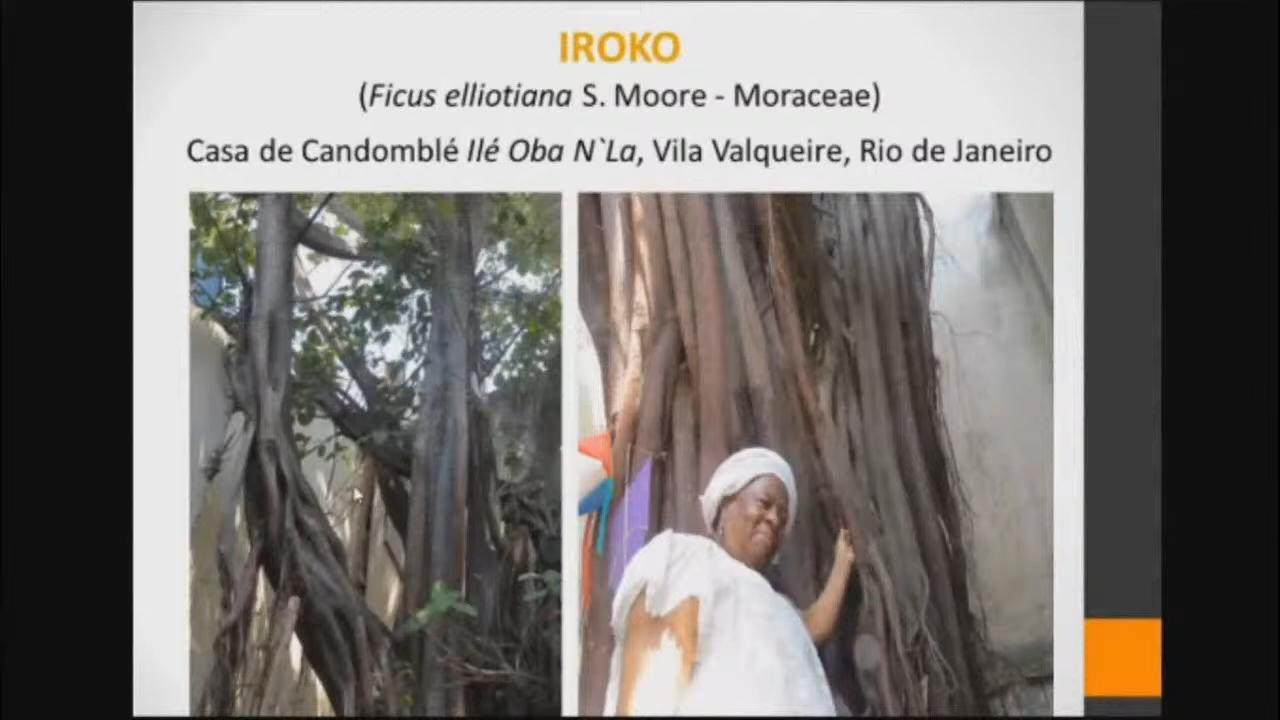 IROKO
(Ficus elliotiana S. Moore - Moraceae)
Casa de Candomblé Ilé Oba N`La, Vila Valqueire, Rio de Janeiro